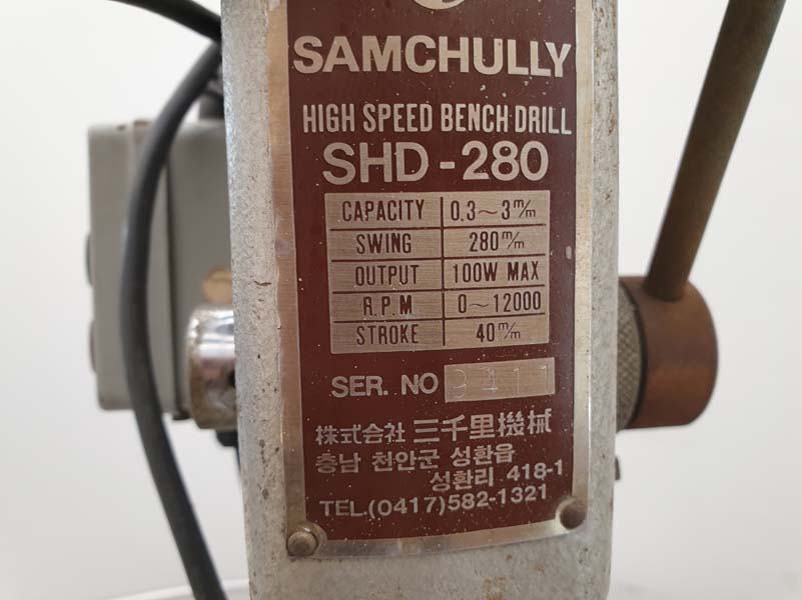 SAMCHULLY
HIGH SPEED BENCH DRILL
SHD-280
CAPACITY 0.3～3m/m
SWING 280m/m
OUTPUT 100W MAX
R.P.M 0～12000
STROKE 40m/m
SER. NO 9411
株式会社 三千里機械
충남 천안군 성환읍
성환리 418-1
TEL.(0417)582-1321